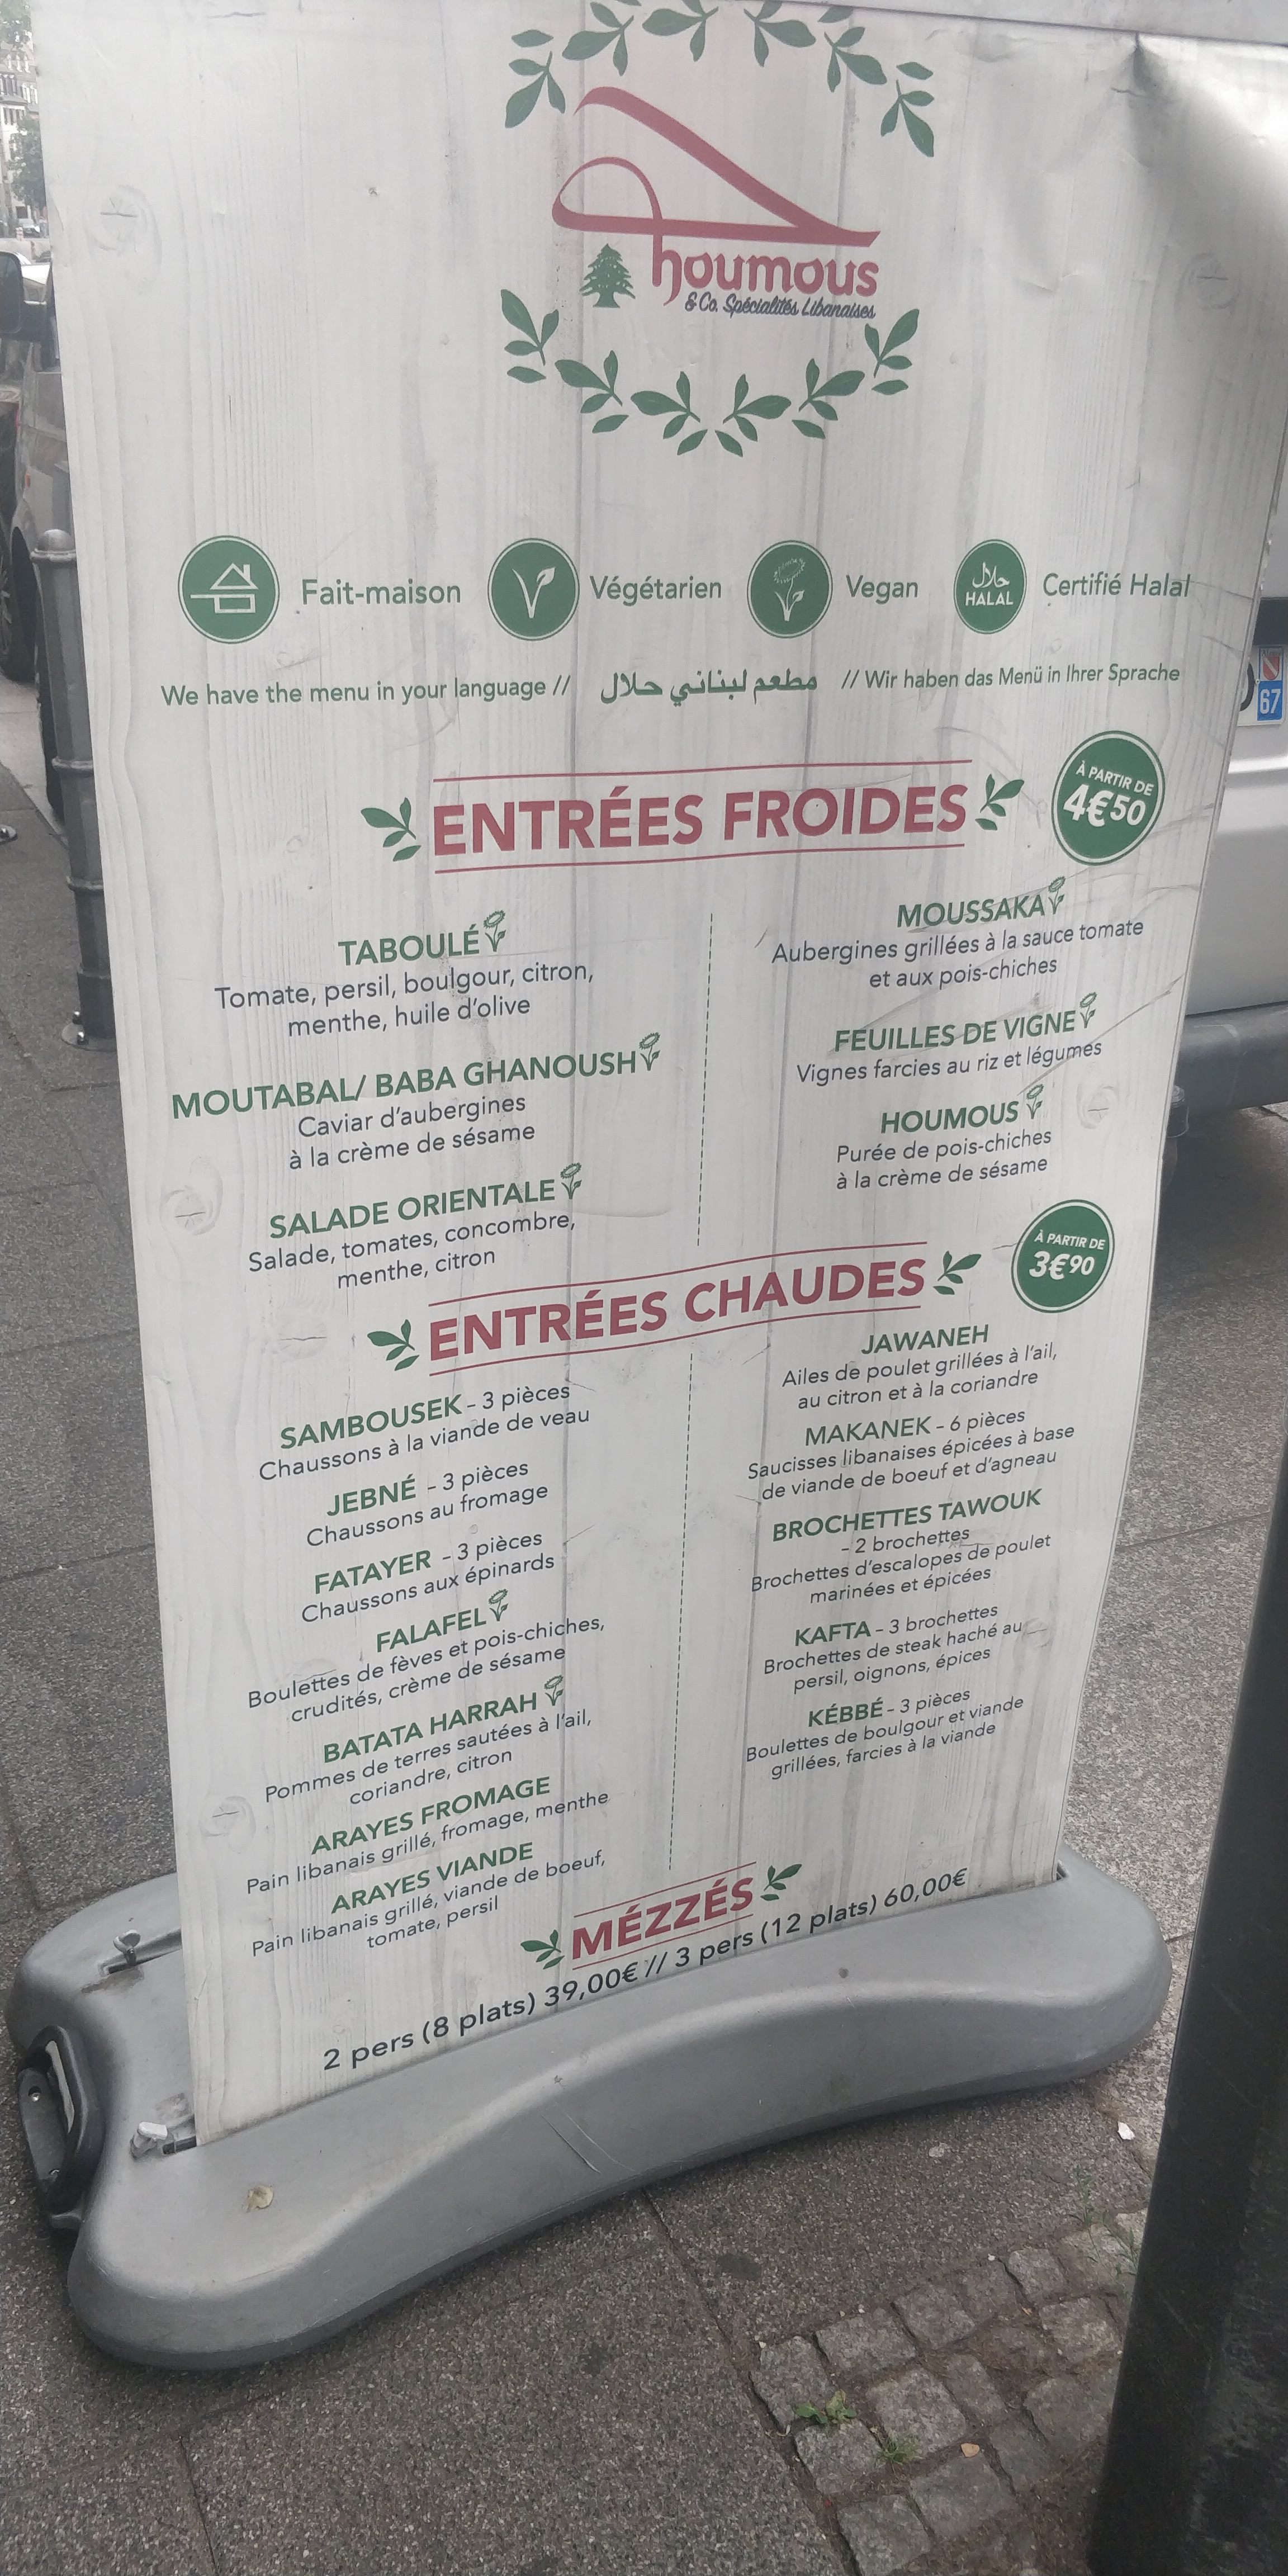 houmous
& Co. Spécialités Libanaises
Fait-maison
Végétarien
Vegan
حلال
HALAL
Certifié Halal
We have the menu in your language // مطعم لبناني حلال // Wir haben das Menü in Ihrer Sprache
67
ENTRÉES FROIDES
À PARTIR DE
4€50
TABOULÉ
Tomate, persil, boulgour, citron,
menthe, huile d'olive
MOUTABAL/ BABA GHANOUSH
Caviar d'aubergines
à la crème de sésame
SALADE ORIENTALE
Salade, tomates, concombre,
menthe, citron
MOUSSAKA
Aubergines grillées à la sauce tomate
et aux pois-chiches
FEUILLES DE VIGNE
Vignes farcies au riz et légumes
HOUMOUS
Purée de pois-chiches
à la crème de sésame
ENTRÉES CHAUDES
À PARTIR DE
3€90
SAMBOUSEK - 3 pièces
Chaussons à la viande de veau
JEBNÉ - 3 pièces
Chaussons au fromage
FATAYER - 3 pièces
Chaussons aux épinards
FALAFEL
Boulettes de fèves et pois-chiches,
crudités, crème de sésame
BATATA HARRAH
Pommes de terres sautées à l'ail,
coriandre, citron
ARAYES FROMAGE
Pain libanais grillé, fromage, menthe
ARAYES VIANDE
Pain libanais grillé, viande de boeuf,
tomate, persil
JAWANEH
Ailes de poulet grillées à l'ail,
au citron et à la coriandre
MAKANEK - 6 pièces
Saucisses libanaises épicées à base
de viande de boeuf et d'agneau
BROCHETTES TAWOUK
- 2 brochettes
Brochettes d'escalopes de poulet
marinées et épicées
KAFTA - 3 brochettes
Brochettes de steak haché au
persil, oignons, épices
KÉBBÉ - 3 pièces
Boulettes de boulgour et viande
grillées, farcies à la viande
MÉZZÉS
2 pers (8 plats) 39,00€ // 3 pers (12 plats) 60,00€